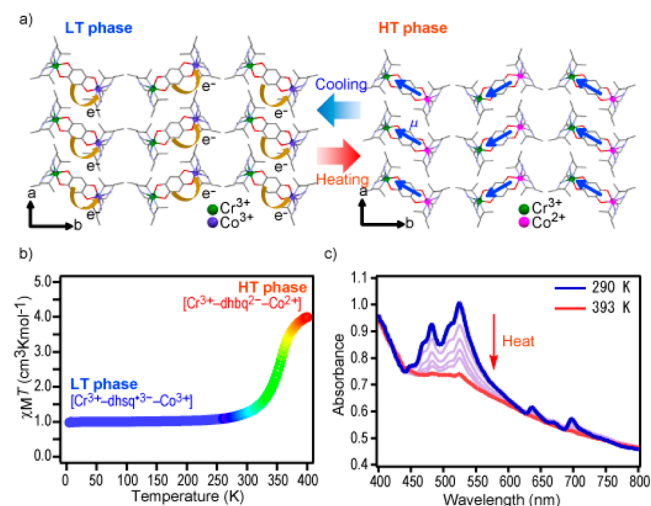 a)
LT phase
HT phase
Cooling
Heating
e⁻ e⁻ e⁻
e⁻ e⁻ e⁻
e⁻ e⁻ e⁻
μ
a
b
Cr³⁺
Co³⁺
a
b
Cr³⁺
Co²⁺
b)
χMT (cm³Kmol⁻¹)
5.0
4.0
3.0
2.0
1.0
0.0
HT phase
[Cr³⁺–dhbq²⁻–Co²⁺]
LT phase
[Cr³⁺–dhsq•³⁻–Co³⁺]
0 50 100 150 200 250 300 350 400
Temperature (K)
c)
Absorbance
1.1
1.0
0.9
0.8
0.7
0.6
0.5
0.4
290 K
393 K
Heat
400 450 500 550 600 650 700 750 800
Wavelength (nm)